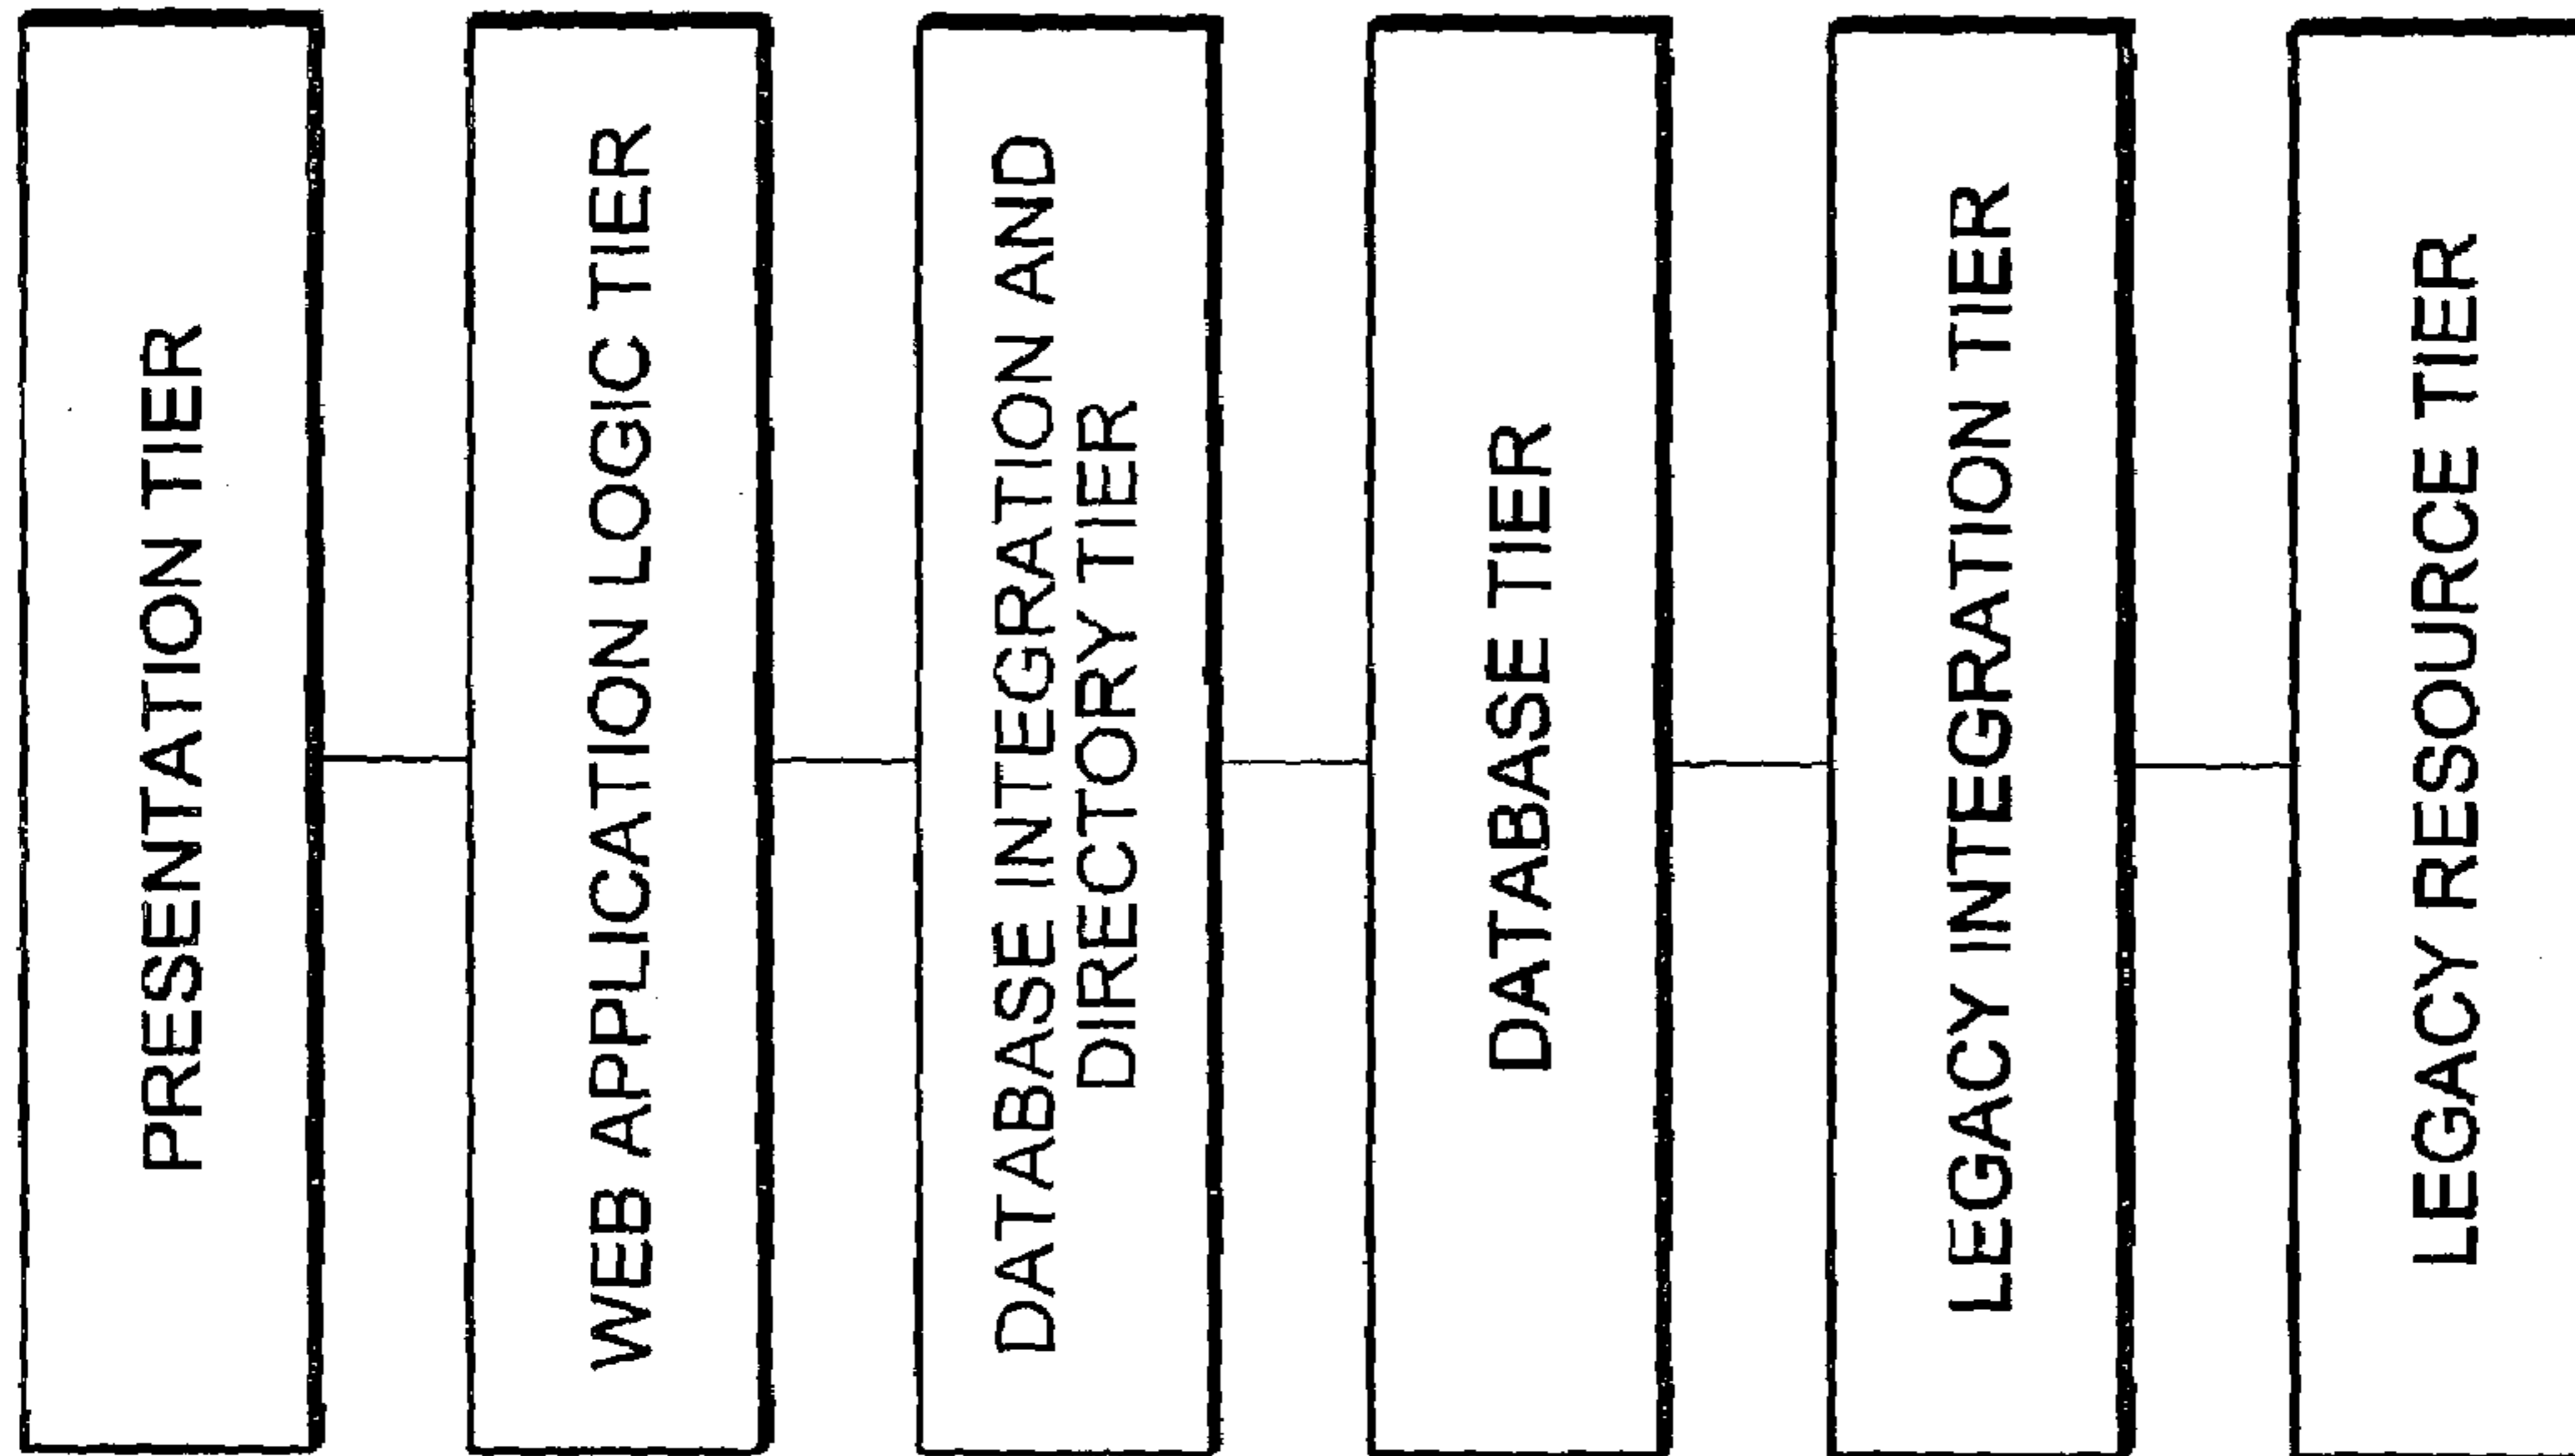 PRESENTATION TIER
WEB APPLICATION LOGIC TIER
DATABASE INTEGRATION AND
DIRECTORY TIER
DATABASE TIER
LEGACY INTEGRATION TIER
LEGACY RESOURCE TIER